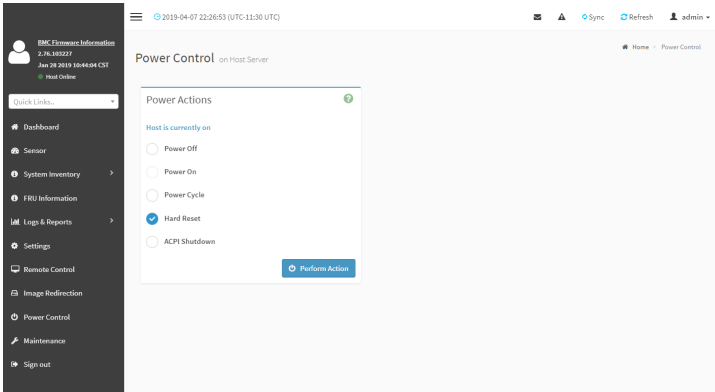 2019-04-07 22:26:53 (UTC-11:30 UTC)
Sync
Refresh
admin
BMC Firmware Information
2.76.103227
Jan 28 2019 10:44:04 CST
Host Online
Quick Links..
Dashboard
Sensor
System Inventory
FRU Information
Logs & Reports
Settings
Remote Control
Image Redirection
Power Control
Maintenance
Sign out
Power Control on Host Server
Home > Power Control
Power Actions
Host is currently on
Power Off
Power On
Power Cycle
Hard Reset
ACPI Shutdown
Perform Action